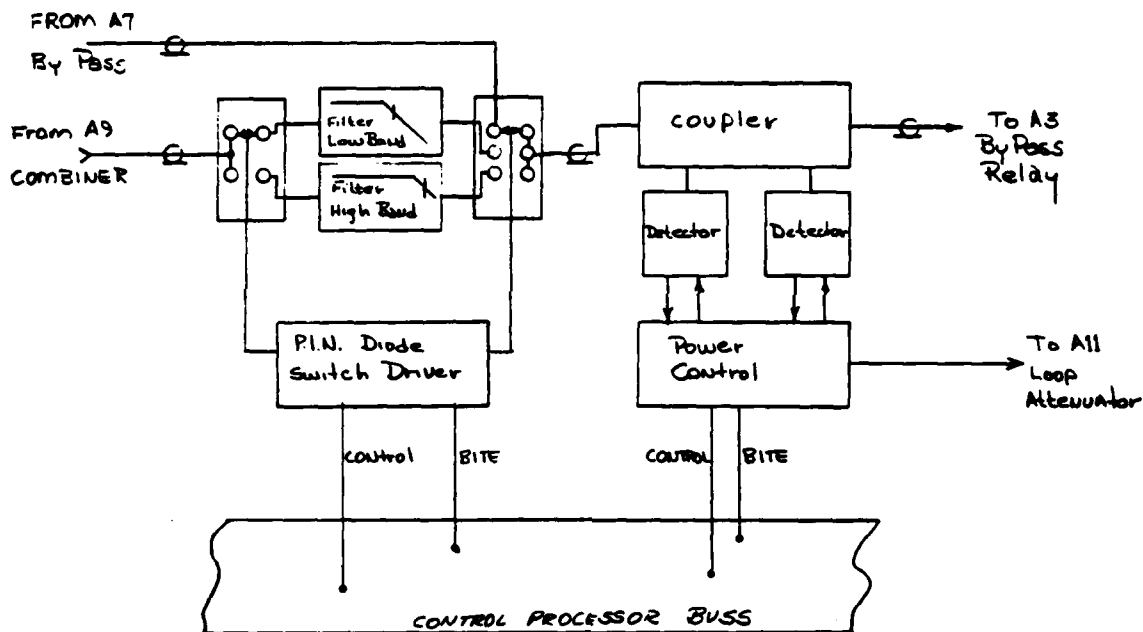 FROM A7
By Pass
From A9
COMBINER
Filter
Low Band
Filter
High Band
Coupler
To A3
By Pass
Relay
Detector
Detector
P.I.N. Diode
Switch Driver
Power
Control
To A11
Loop
Attenuator
Control
BITE
CONTROL
BITE
CONTROL PROCESSOR BUSS